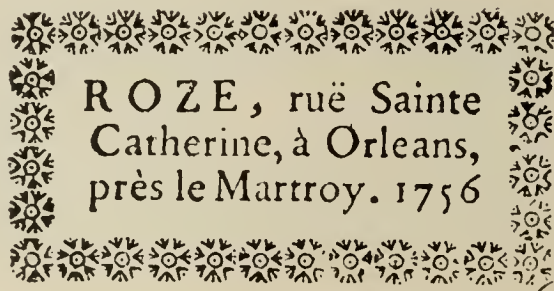 ROZE, ruë Sainte
Catherine, à Orleans,
près le Martroy. 1756